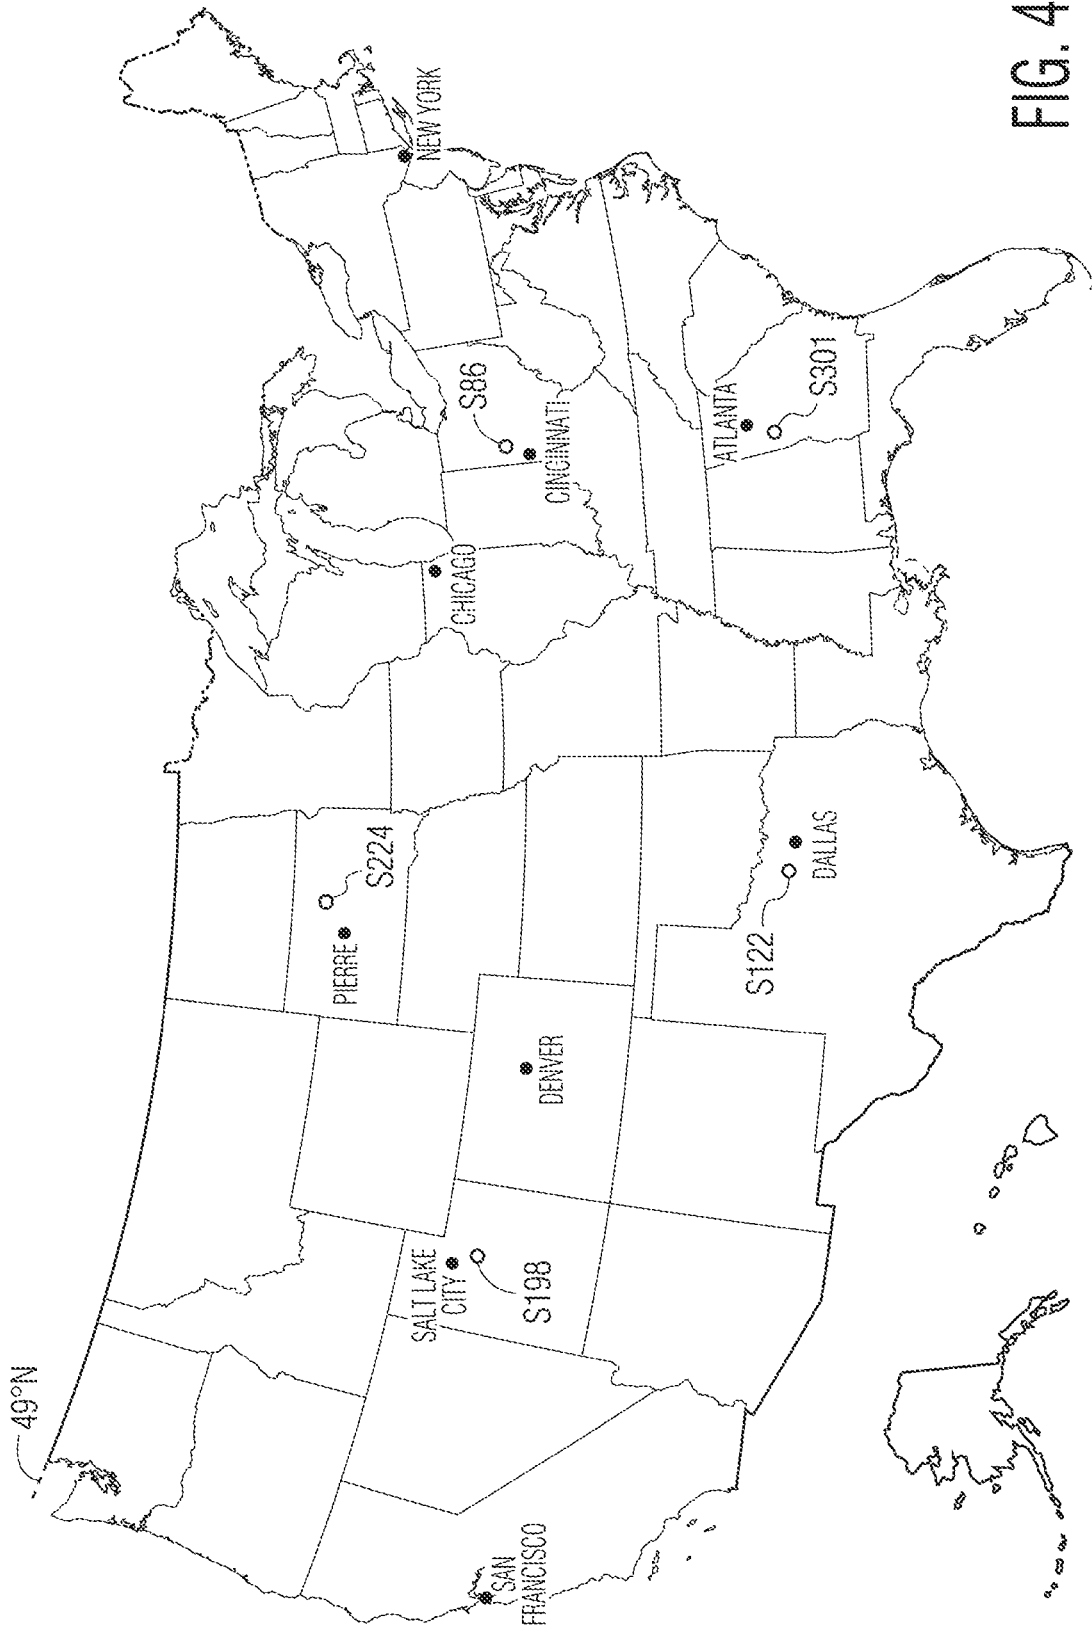 49°N
SAN
FRANCISCO
SALT LAKE
CITY
S198
DENVER
PIERRE
S224
S122
DALLAS
CHICAGO
CINCINNATI
S86
ATLANTA
S301
NEW YORK
FIG. 4